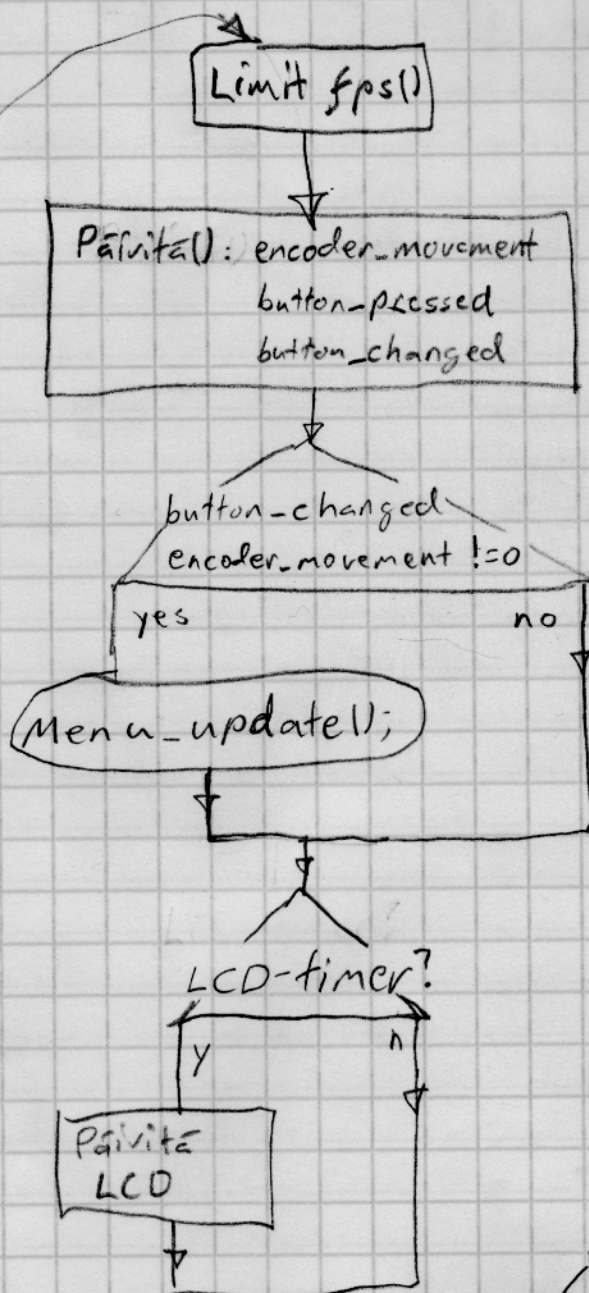 Limit fps()
Päivitä(): encoder_movement
button_pressed
button_changed
button_changed
encoder_movement !=0
yes
no
Menu_update();
LCD-timer?
y
n
Päivitä
LCD